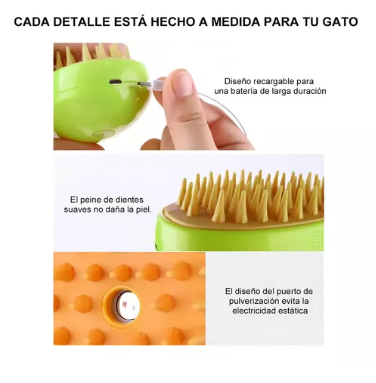 CADA DETALLE ESTÁ HECHO A MEDIDA PARA TU GATO
Diseño recargable para
una batería de larga duración
El peine de dientes
suaves no daña la piel.
El diseño del puerto de
pulverización evita la
electricidad estática